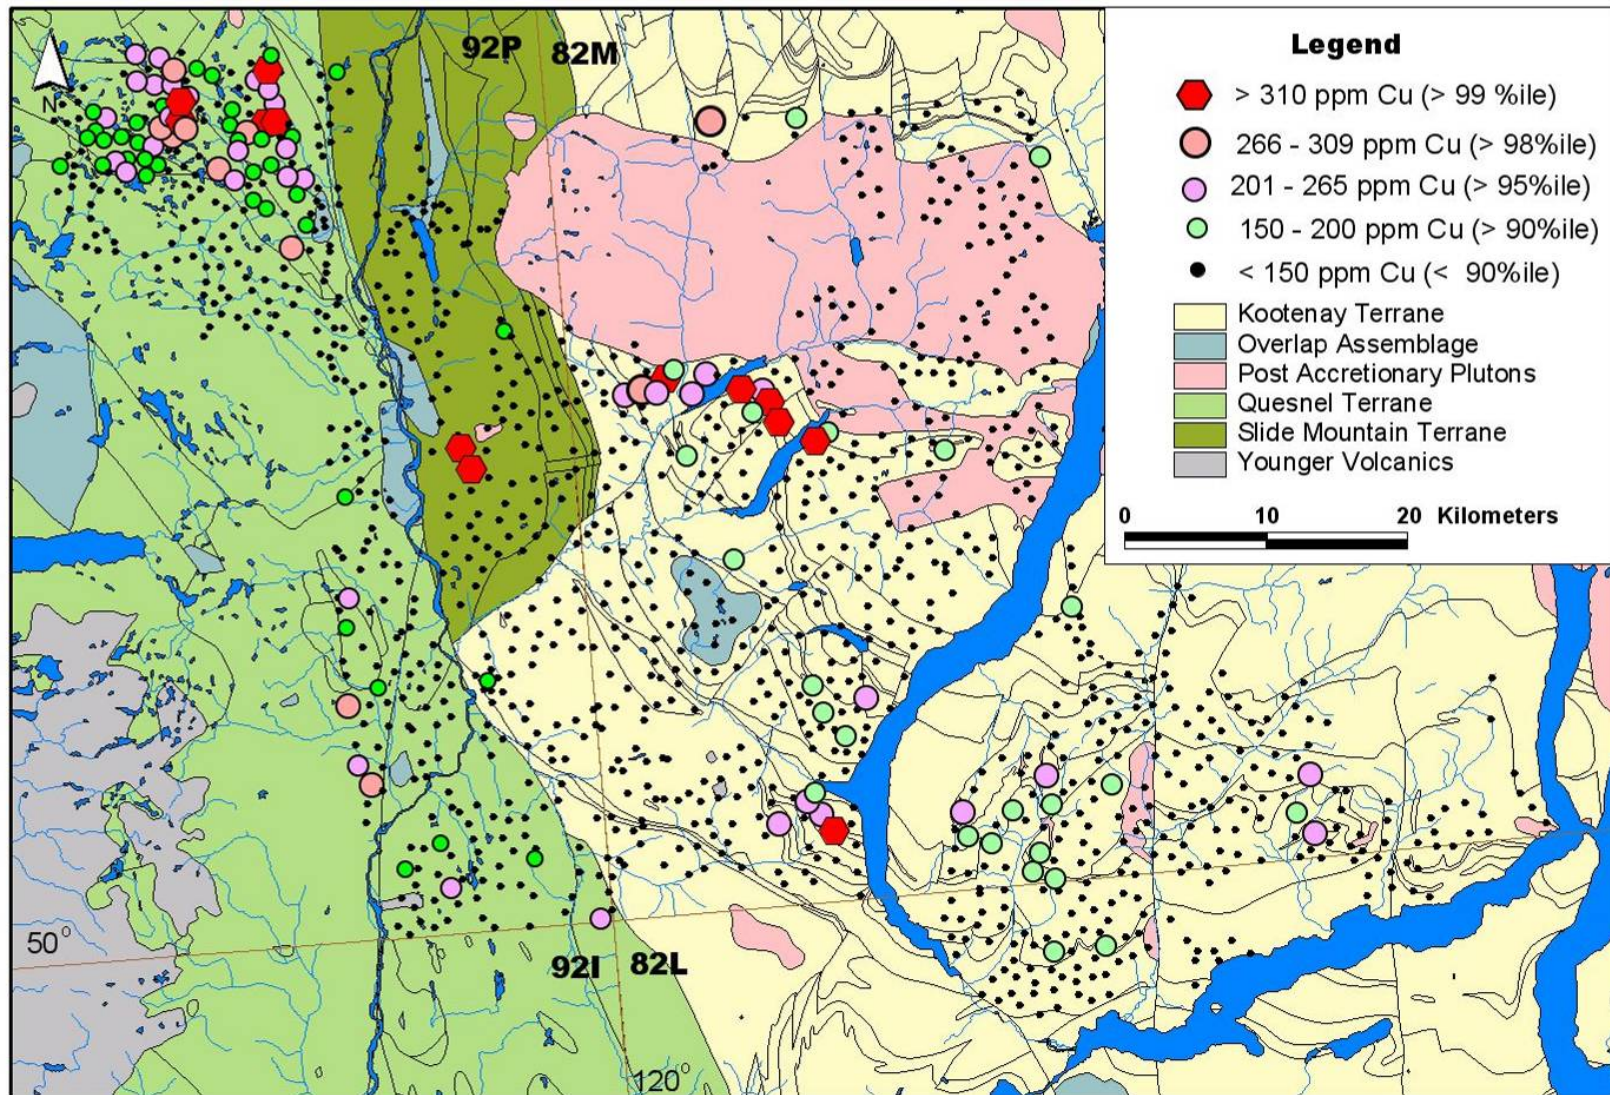 92P 82M
N
Legend
> 310 ppm Cu (> 99 %ile)
266 - 309 ppm Cu (> 98%ile)
201 - 265 ppm Cu (> 95%ile)
150 - 200 ppm Cu (> 90%ile)
< 150 ppm Cu (< 90%ile)
Kootenay Terrane
Overlap Assemblage
Post Accretionary Plutons
Quesnel Terrane
Slide Mountain Terrane
Younger Volcanics
0 10 20 Kilometers
50°
92I 82L
120°